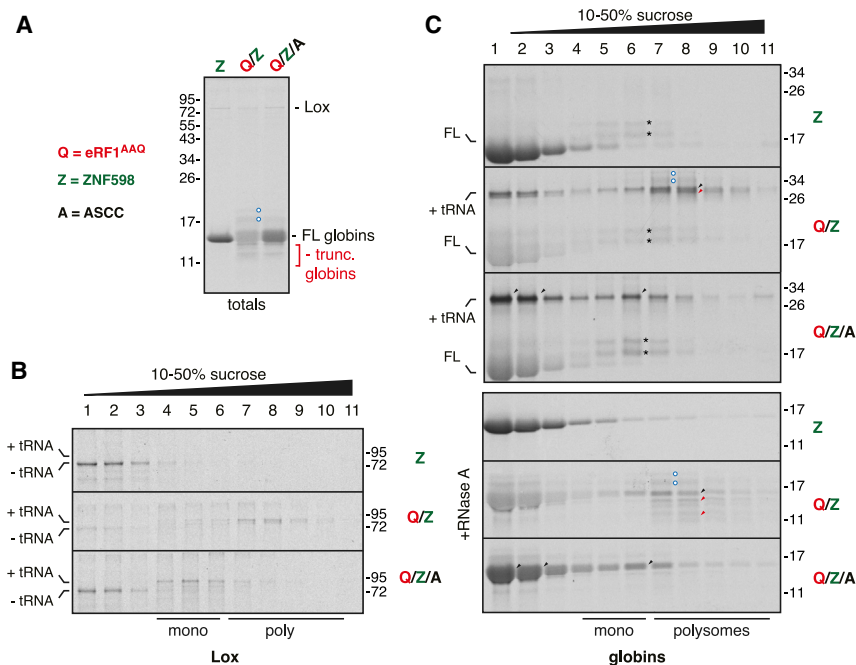 A
Z Q/Z Q/Z/A
Q = eRF1AAQ
Z = ZNF598
A = ASCC
95-
72-
55-
43-
34-
26-
17-
11-
- Lox
- FL globins
- trunc.
globins
totals
B
10-50% sucrose
1 2 3 4 5 6 7 8 9 10 11
+ tRNA
- tRNA
-95
-72
Z
+ tRNA
- tRNA
-95
-72
Q/Z
+ tRNA
- tRNA
-95
-72
Q/Z/A
mono poly
Lox
C
10-50% sucrose
1 2 3 4 5 6 7 8 9 10 11
FL
* *
-34
-26
-17
Z
+ tRNA
FL
* *
-34
-26
-17
Q/Z
+ tRNA
FL
* *
-34
-26
-17
Q/Z/A
+RNase A
-17
-11
Z
-17
-11
Q/Z
-17
-11
Q/Z/A
mono polysomes
globins